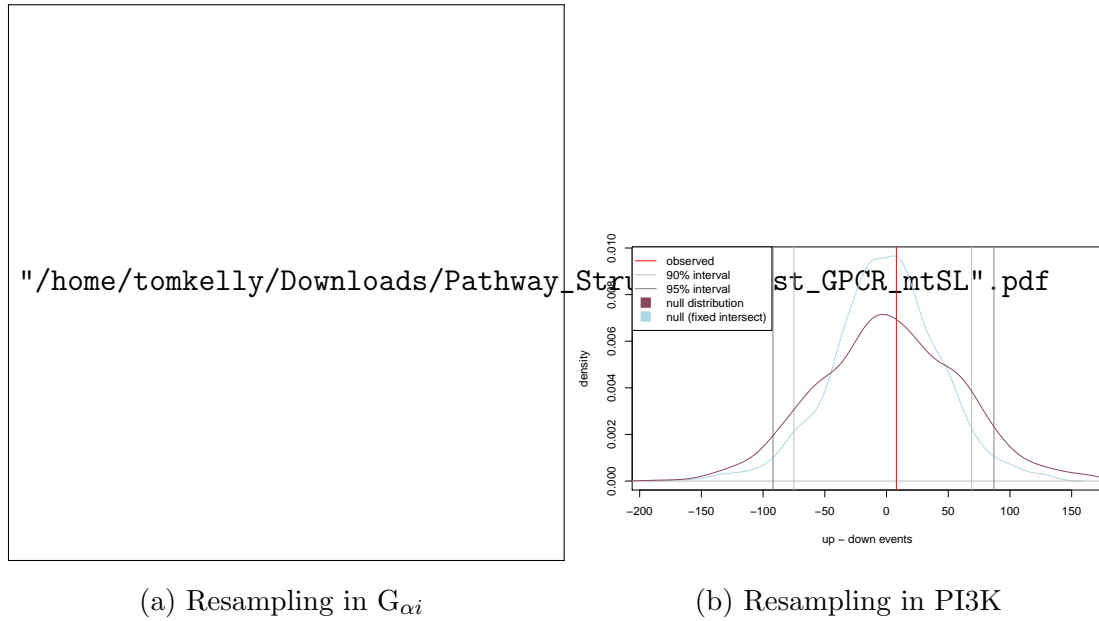 "/home/tomkelly/Downloads/Pathway_Stru st_GPCR_mtSL".pdf
observed
90% interval
95% interval
null distribution
null (fixed intersect)
density
0.000
0.002
0.004
0.006
0.008
0.010
−200 −150 −100 −50 0 50 100 150
up − down events
(a) Resampling in Gαi
(b) Resampling in PI3K